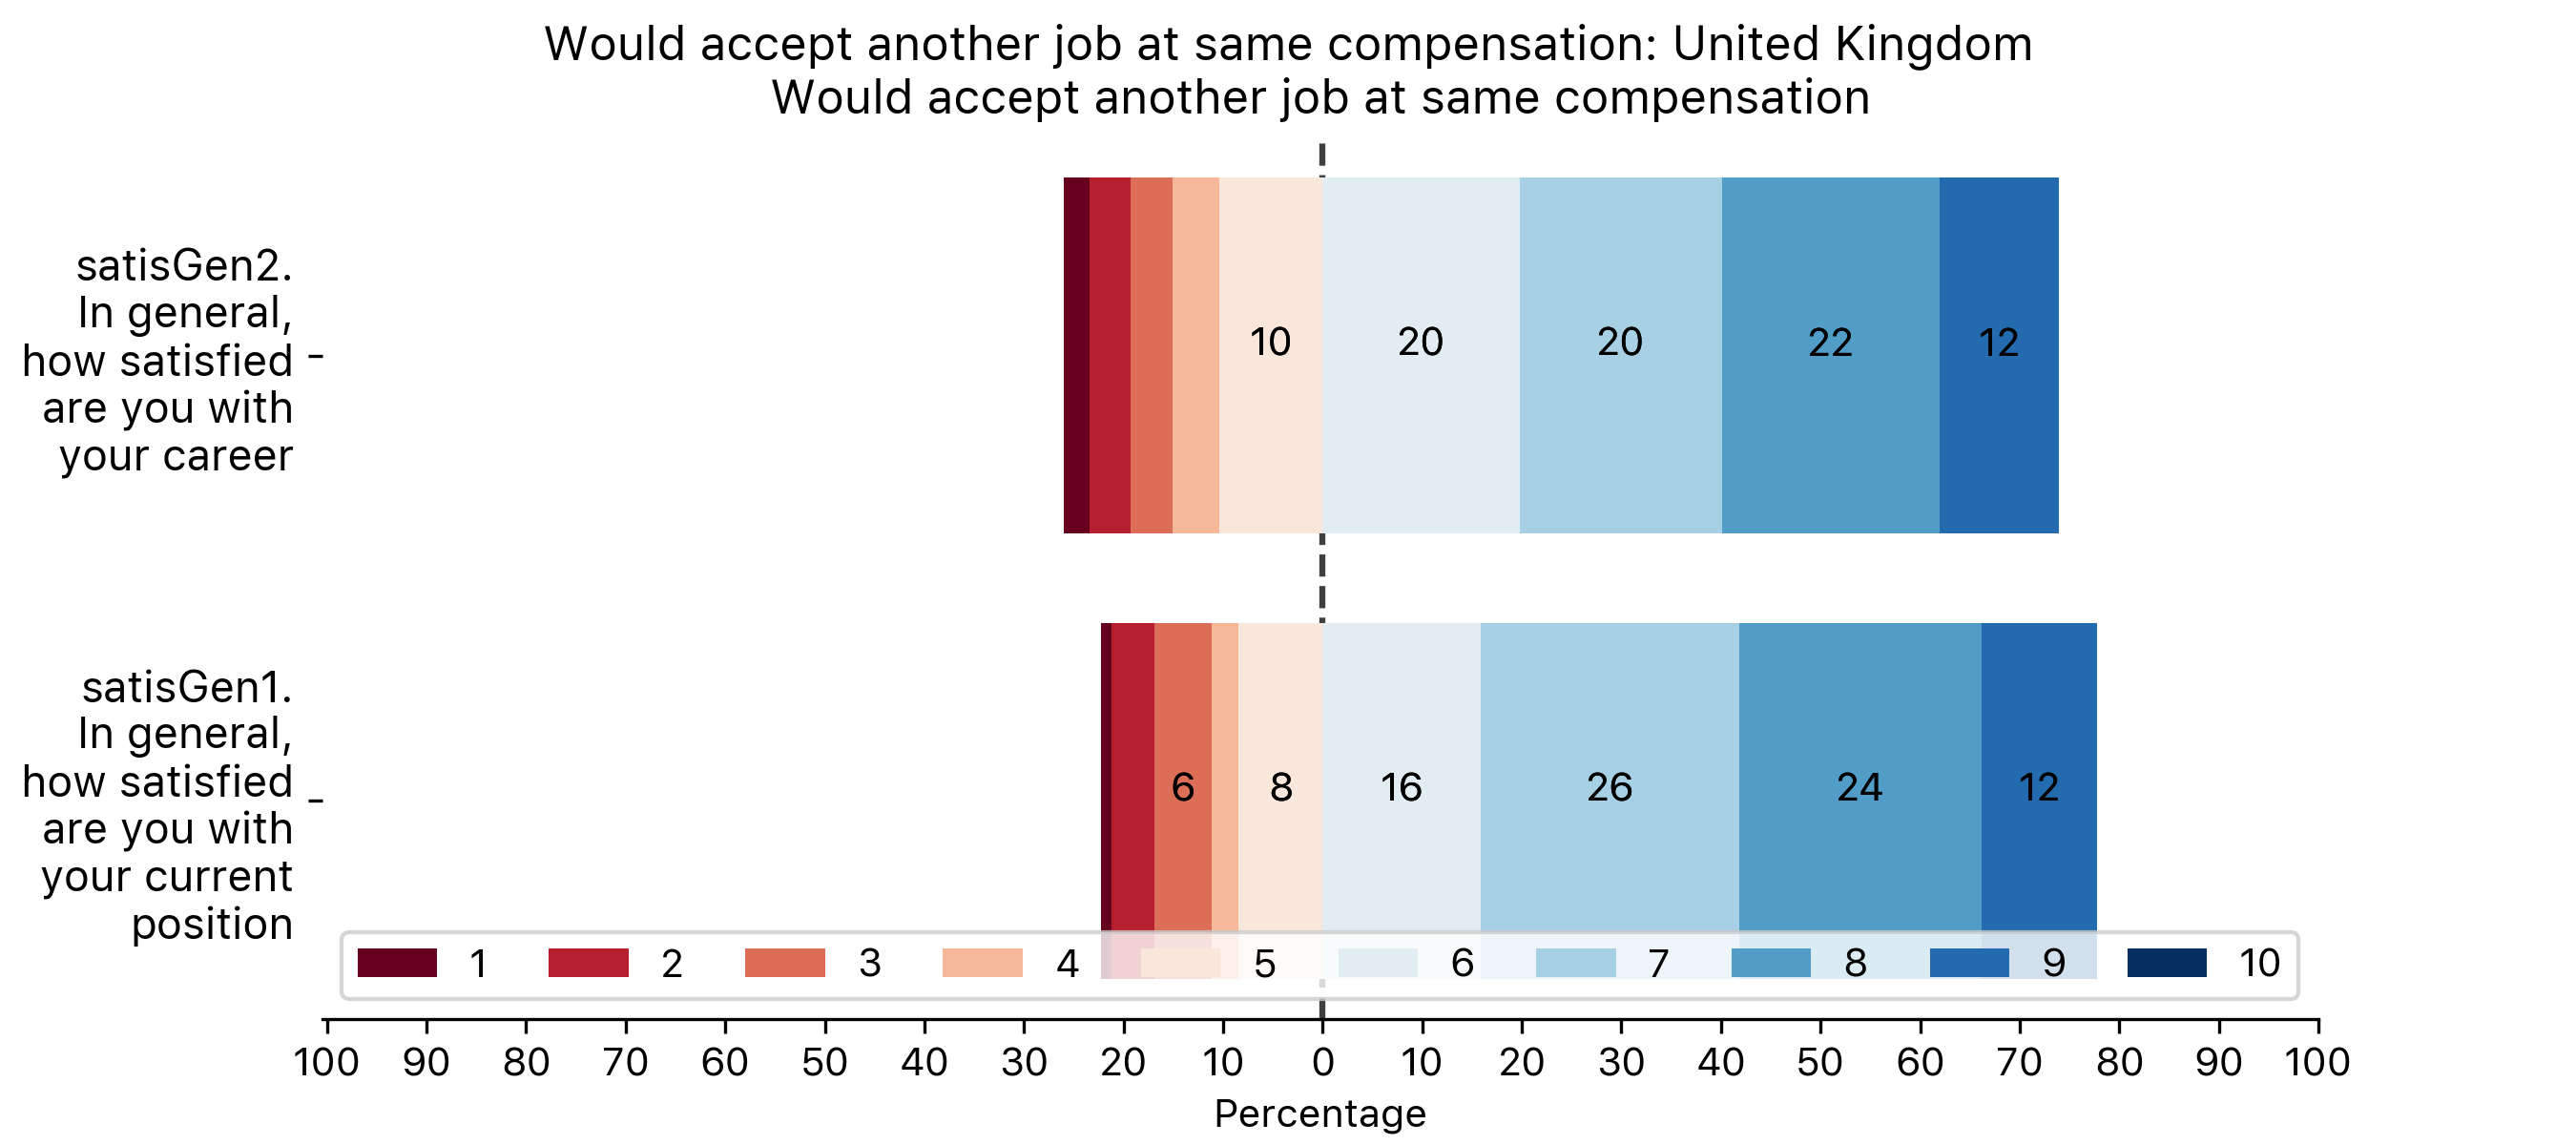 Would accept another job at same compensation: United Kingdom
Would accept another job at same compensation
satisGen2.
In general,
how satisfied
are you with
your career
10 20 20 22 12
satisGen1.
In general,
how satisfied
are you with
your current
position
6 8 16 26 24 12
1 2 3 4 5 6 7 8 9 10
100 90 80 70 60 50 40 30 20 10 0 10 20 30 40 50 60 70 80 90 100
Percentage